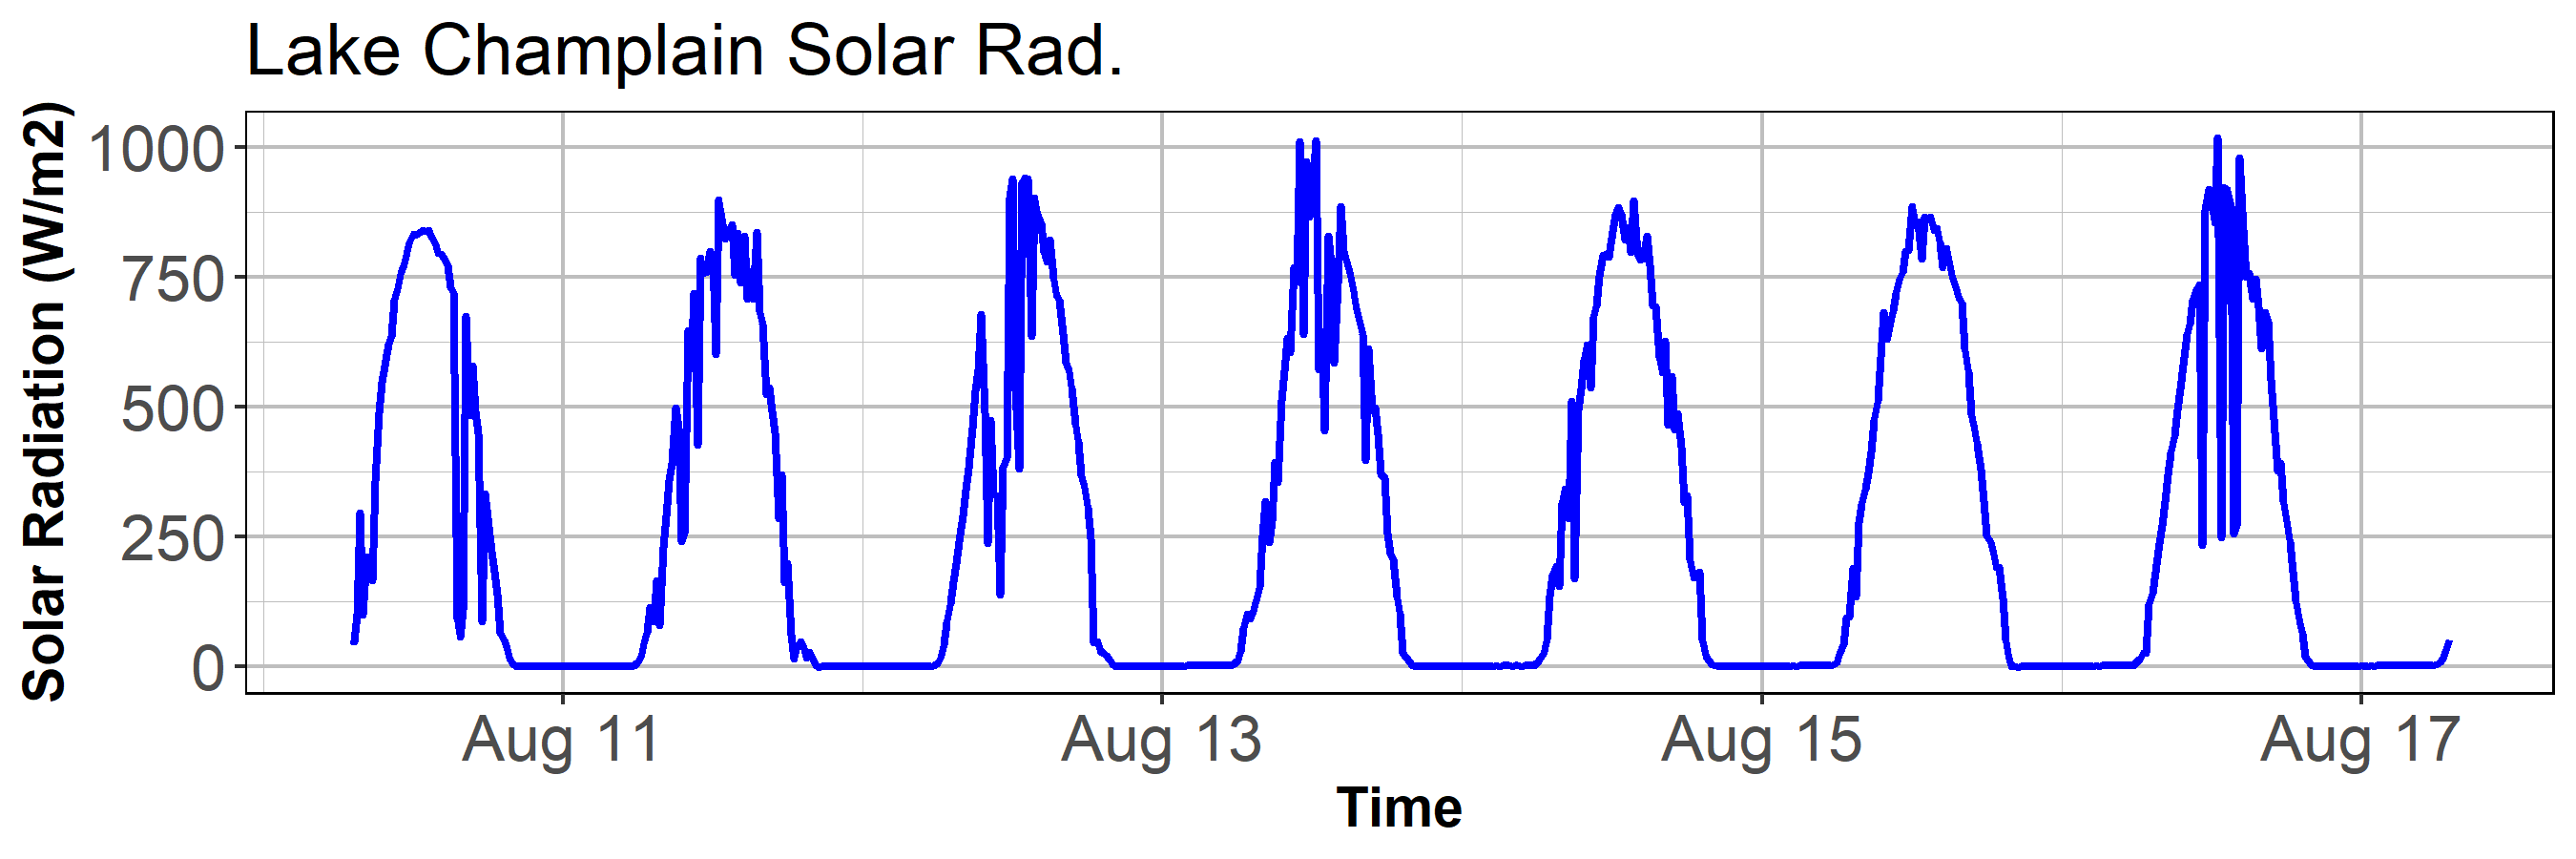 Lake Champlain Solar Rad.
Solar Radiation (W/m2)
1000
750
500
250
0
Aug 11 Aug 13 Aug 15 Aug 17
Time